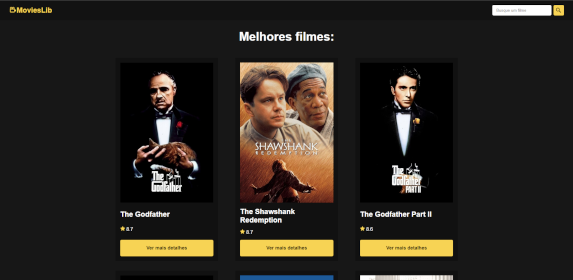 MoviesLib
Busque um filme
Melhores filmes:
The
Godfather
SHAWSHANK
REDEMPTION
The
Godfather
PART II
The Godfather
The Shawshank
Redemption
The Godfather Part II
8.7
8.7
8.6
Ver mais detalhes
Ver mais detalhes
Ver mais detalhes